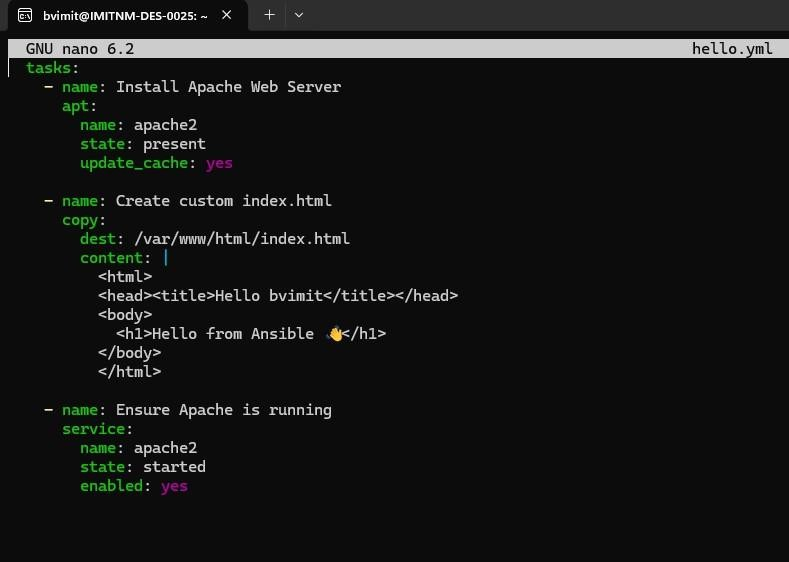 bvimit@IMITNM-DES-0025: ~
GNU nano 6.2 hello.yml
tasks:
- name: Install Apache Web Server
apt:
name: apache2
state: present
update_cache: yes
- name: Create custom index.html
copy:
dest: /var/www/html/index.html
content: |
<html>
<head><title>Hello bvimit</title></head>
<body>
<h1>Hello from Ansible 👋</h1>
</body>
</html>
- name: Ensure Apache is running
service:
name: apache2
state: started
enabled: yes